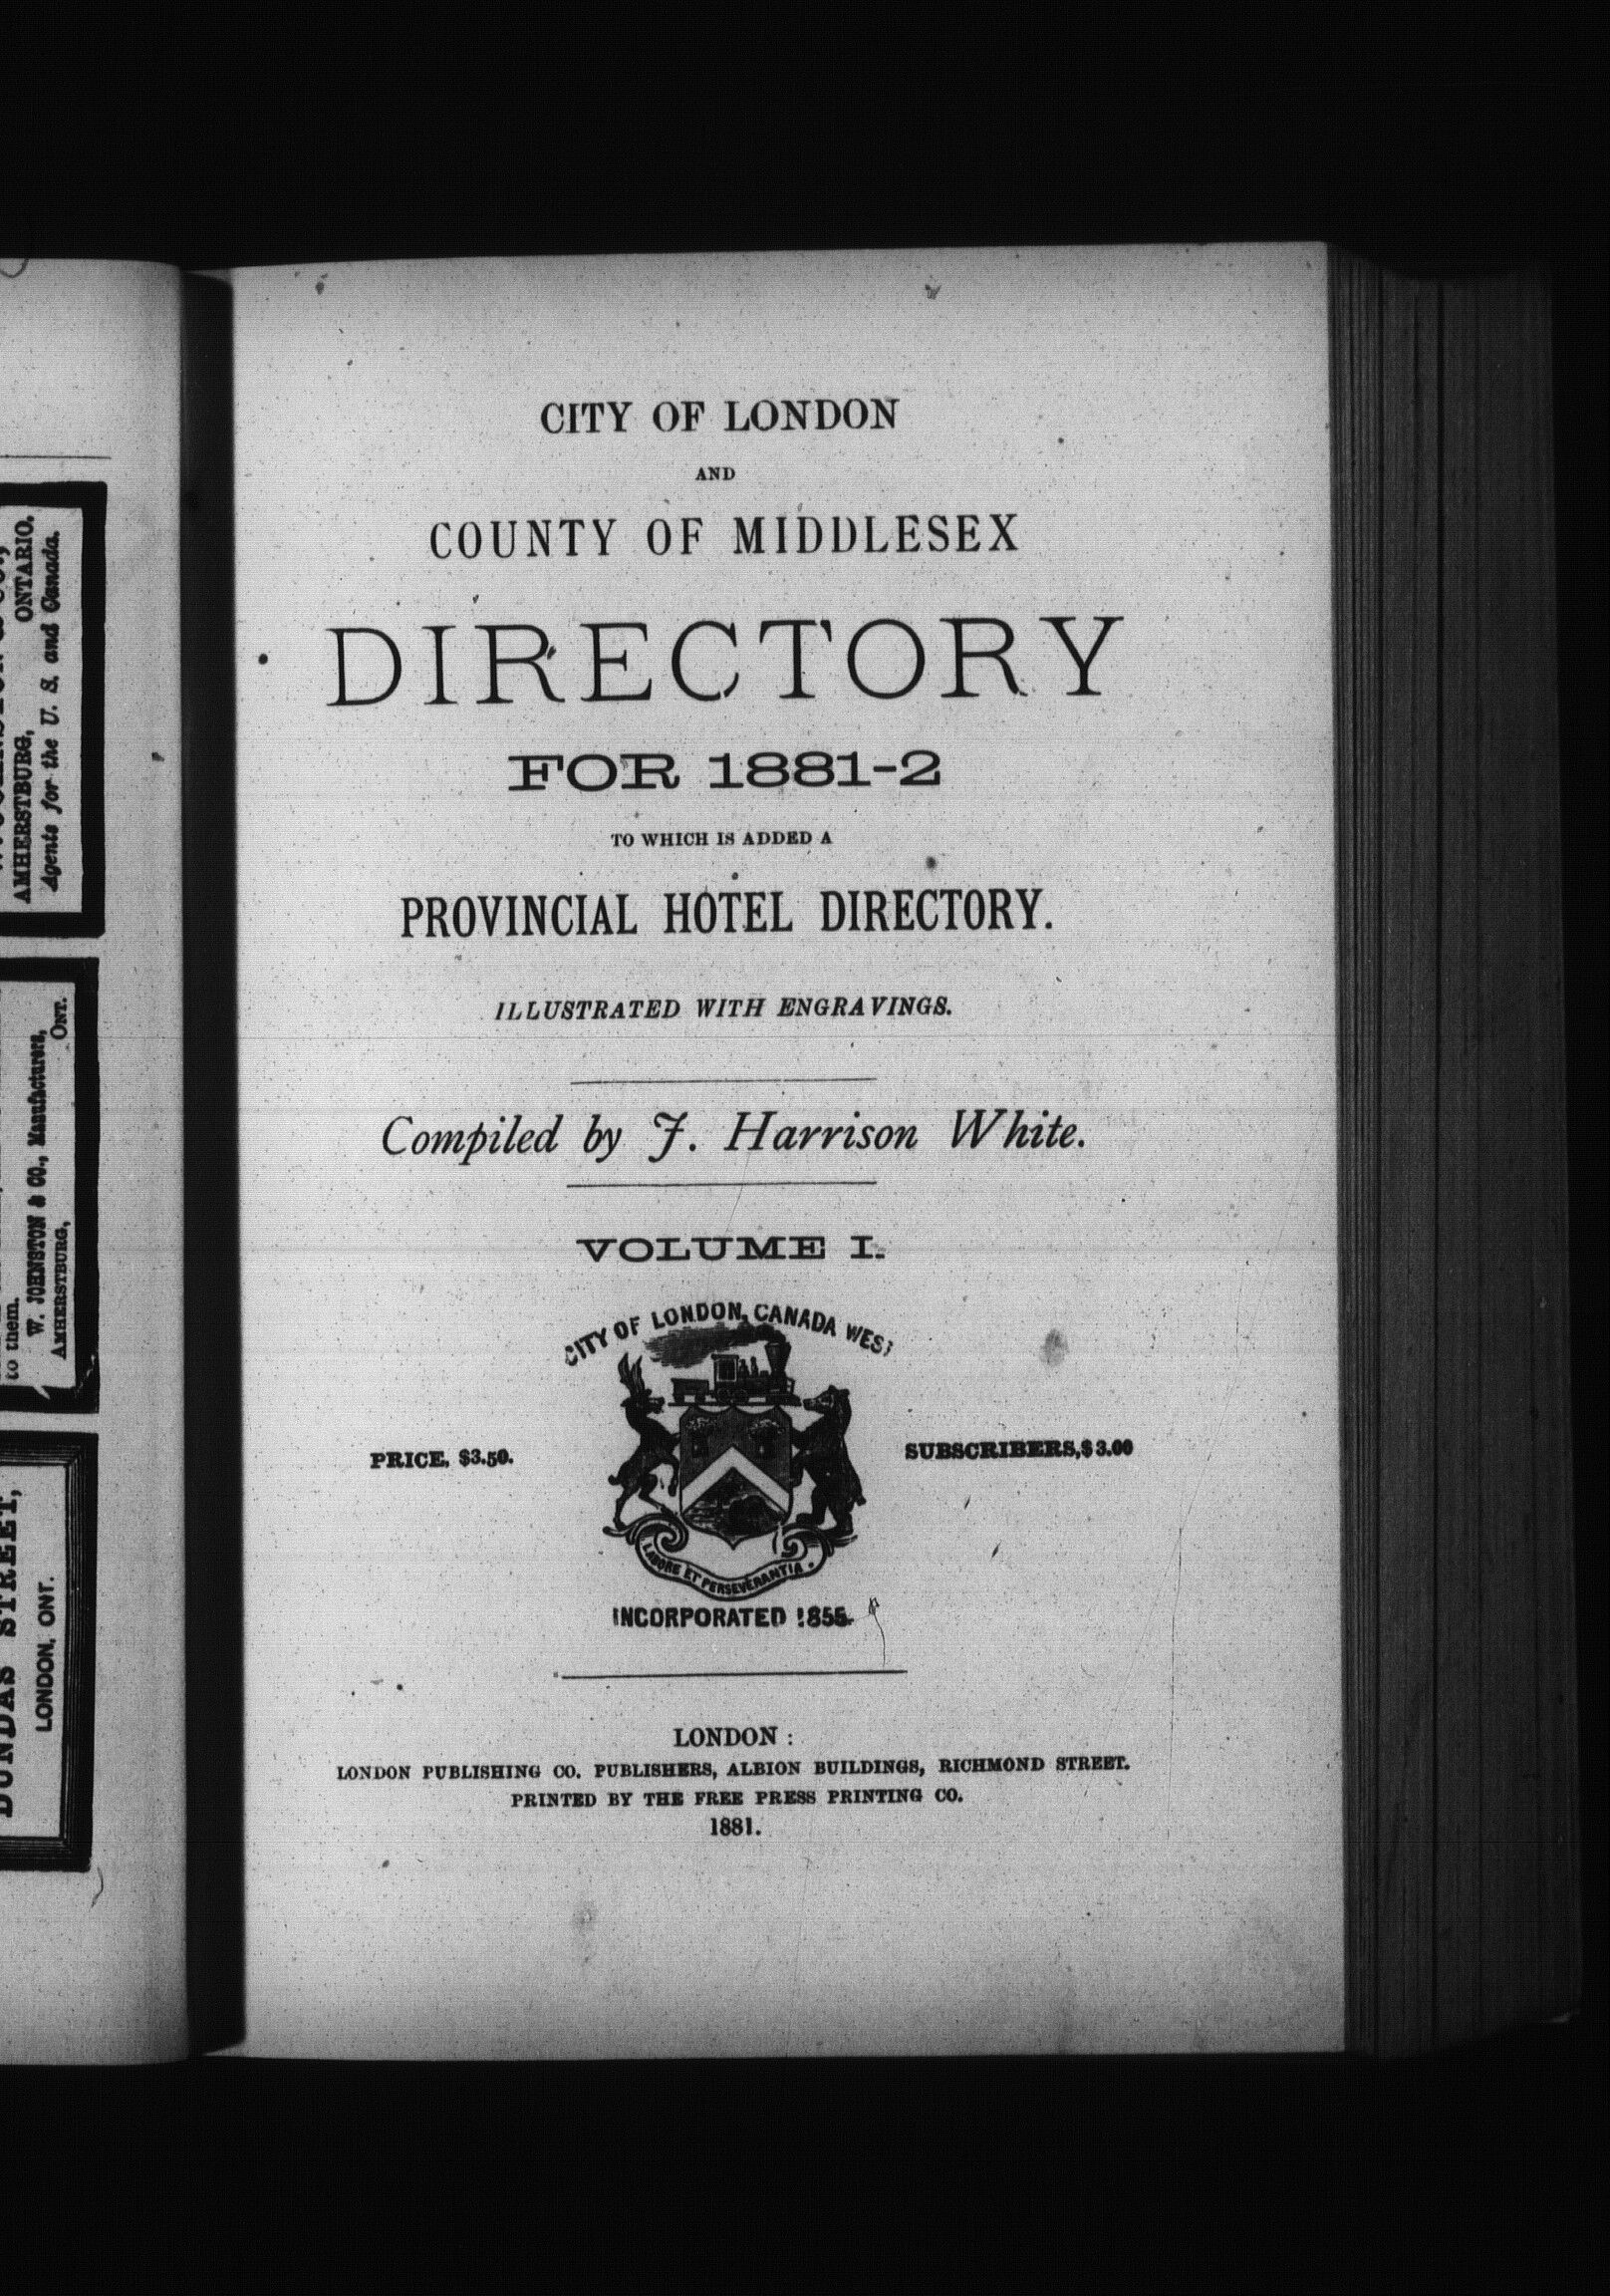 ONTARIO.
AMHERSTBURG,
Agents for the U. S. and Canada.
to them.
W. JOHNSTON & CO., Manufacturers,
AMHERSTBURG, ONT.
DUNDAS STREET,
LONDON, ONT.
CITY OF LONDON
AND
COUNTY OF MIDDLESEX
DIRECTORY
FOR 1881-2
TO WHICH IS ADDED A
PROVINCIAL HOTEL DIRECTORY.
ILLUSTRATED WITH ENGRAVINGS.
Compiled by J. Harrison White.
VOLUME I.
CITY OF LONDON, CANADA WEST
PRICE, $3.50.
SUBSCRIBERS, $3.00
LABORE ET PERSEVERANTIA.
INCORPORATED 1855.
LONDON :
LONDON PUBLISHING CO. PUBLISHERS, ALBION BUILDINGS, RICHMOND STREET.
PRINTED BY THE FREE PRESS PRINTING CO.
1881.